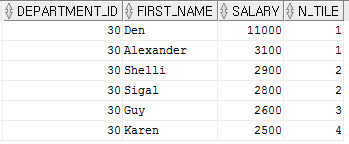 DEPARTMENT_ID FIRST_NAME SALARY N_TILE
30 Den 11000 1
30 Alexander 3100 1
30 Shelli 2900 2
30 Sigal 2800 2
30 Guy 2600 3
30 Karen 2500 4